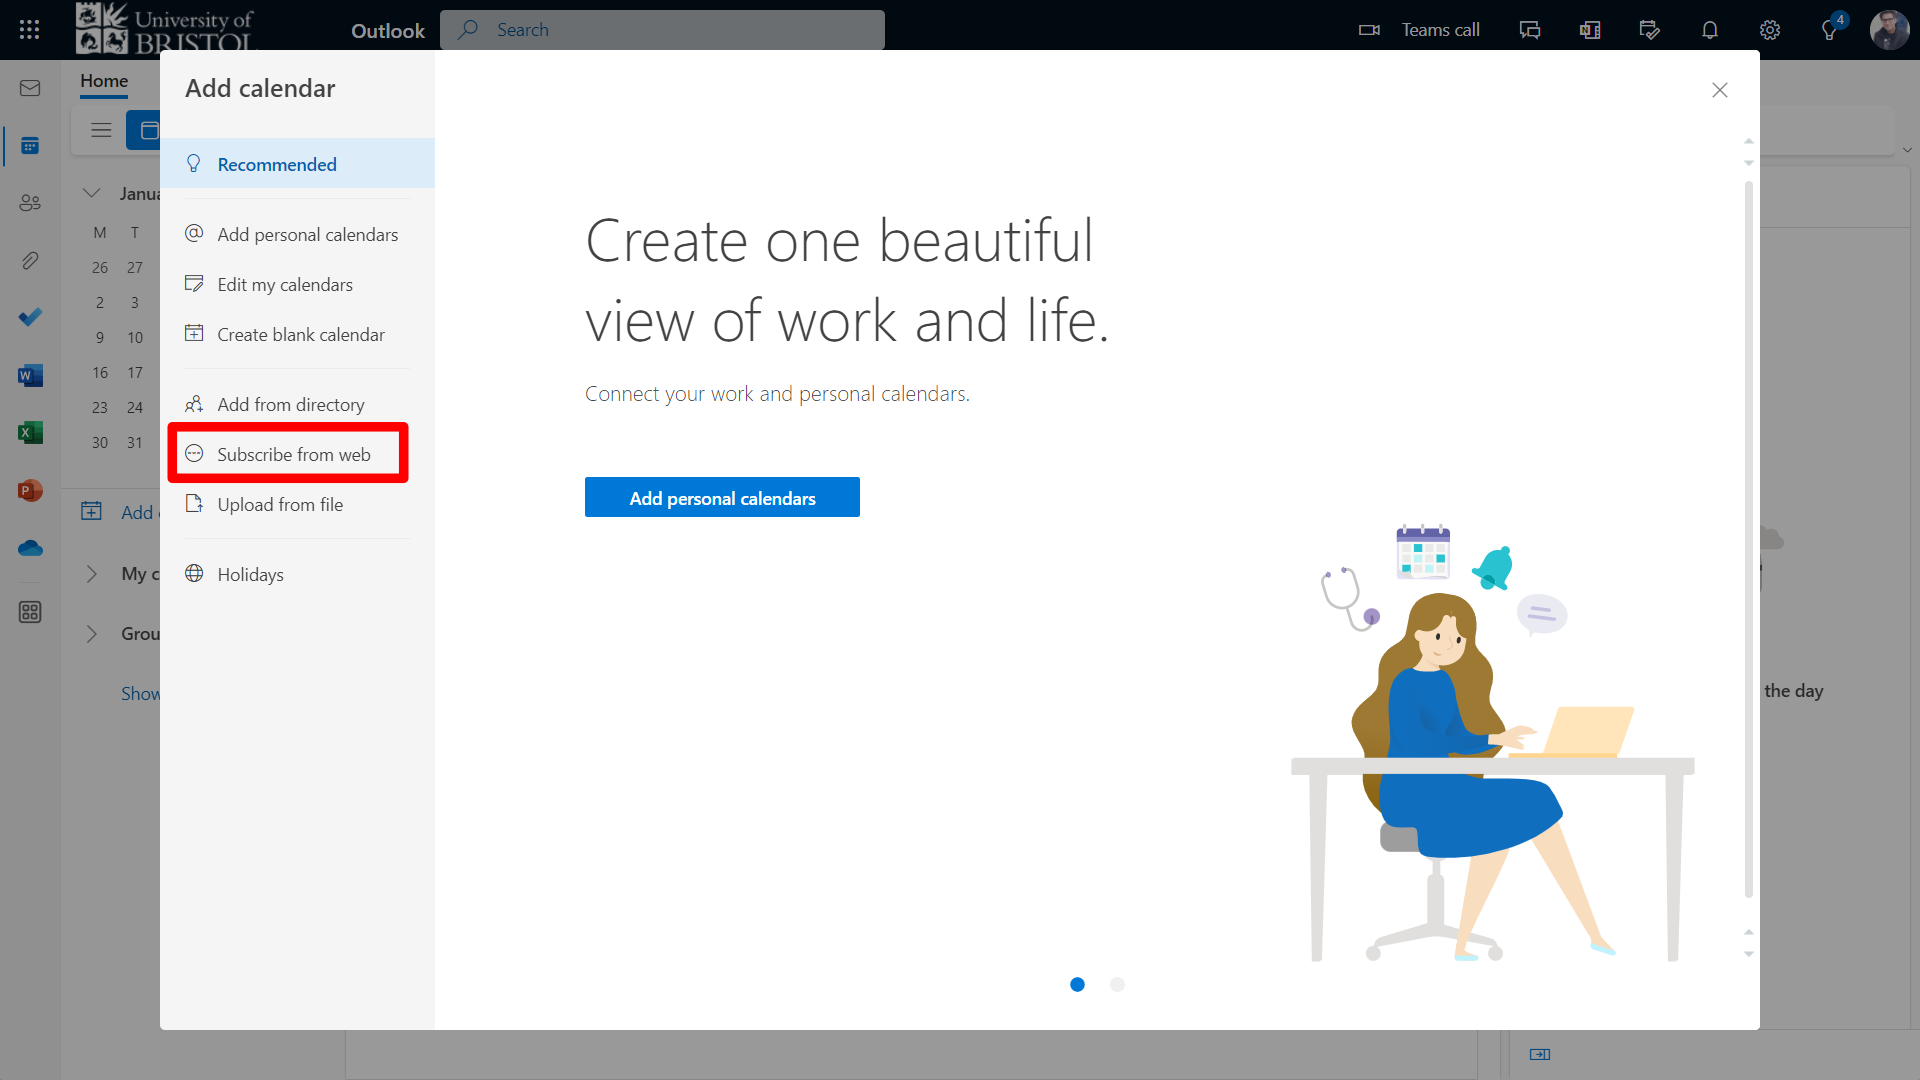 University of
BRISTOL
Outlook
Search
Teams call
4
Home
Add calendar
Recommended
Add personal calendars
Edit my calendars
Create blank calendar
Add from directory
Subscribe from web
Upload from file
Holidays
Create one beautiful
view of work and life.
Connect your work and personal calendars.
Add personal calendars
Janua
M T
26 27
2 3
9 10
16 17
23 24
30 31
Add
My c
Grou
Show
the day